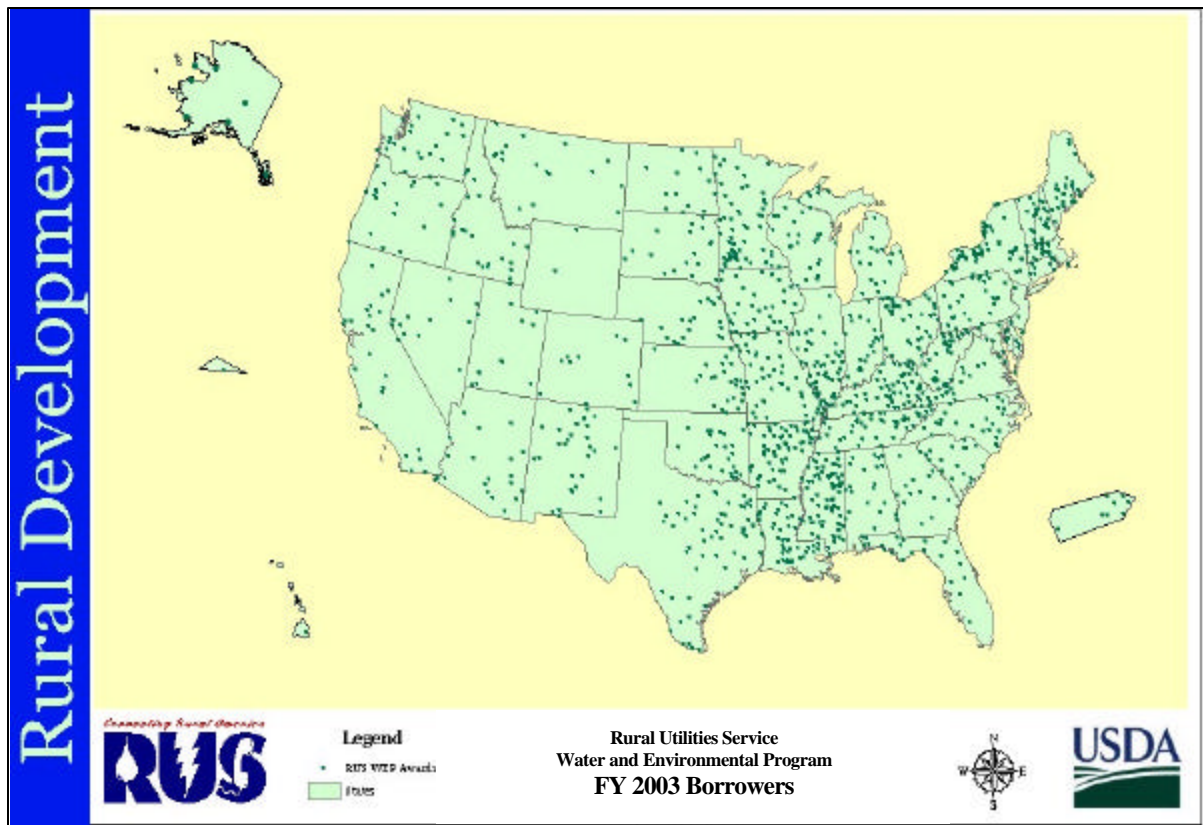 Rural Development
Connecting Rural America
RUS
Legend
RUS WEP Awards
States
Rural Utilities Service
Water and Environmental Program
FY 2003 Borrowers
N
W
E
S
USDA